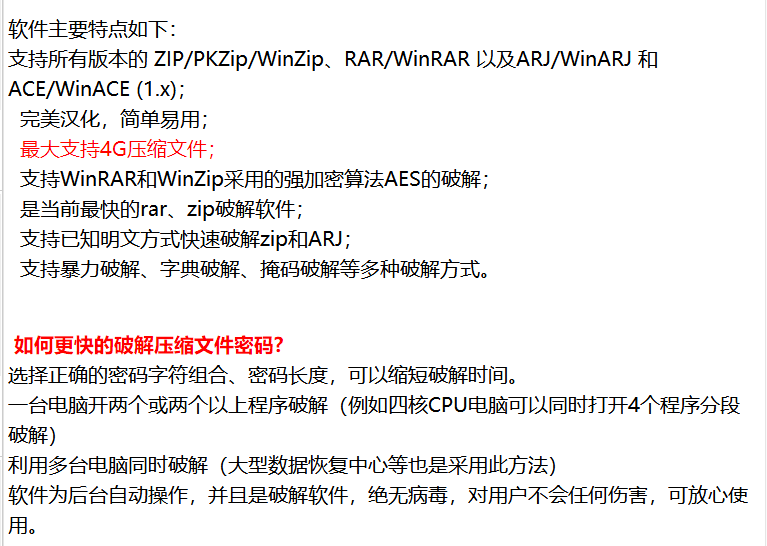 软件主要特点如下：
支持所有版本的 ZIP/PKZip/WinZip、RAR/WinRAR 以及ARJ/WinARJ 和
ACE/WinACE (1.x)；
完美汉化，简单易用；
最大支持4G压缩文件；
支持WinRAR和WinZip采用的强加密算法AES的破解；
是当前最快的rar、zip破解软件；
支持已知明文方式快速破解zip和ARJ；
支持暴力破解、字典破解、掩码破解等多种破解方式。
如何更快的破解压缩文件密码？
选择正确的密码字符组合、密码长度，可以缩短破解时间。
一台电脑开两个或两个以上程序破解（例如四核CPU电脑可以同时打开4个程序分段
破解）
利用多台电脑同时破解（大型数据恢复中心等也是采用此方法）
软件为后台自动操作，并且是破解软件，绝无病毒，对用户不会任何伤害，可放心使
用。